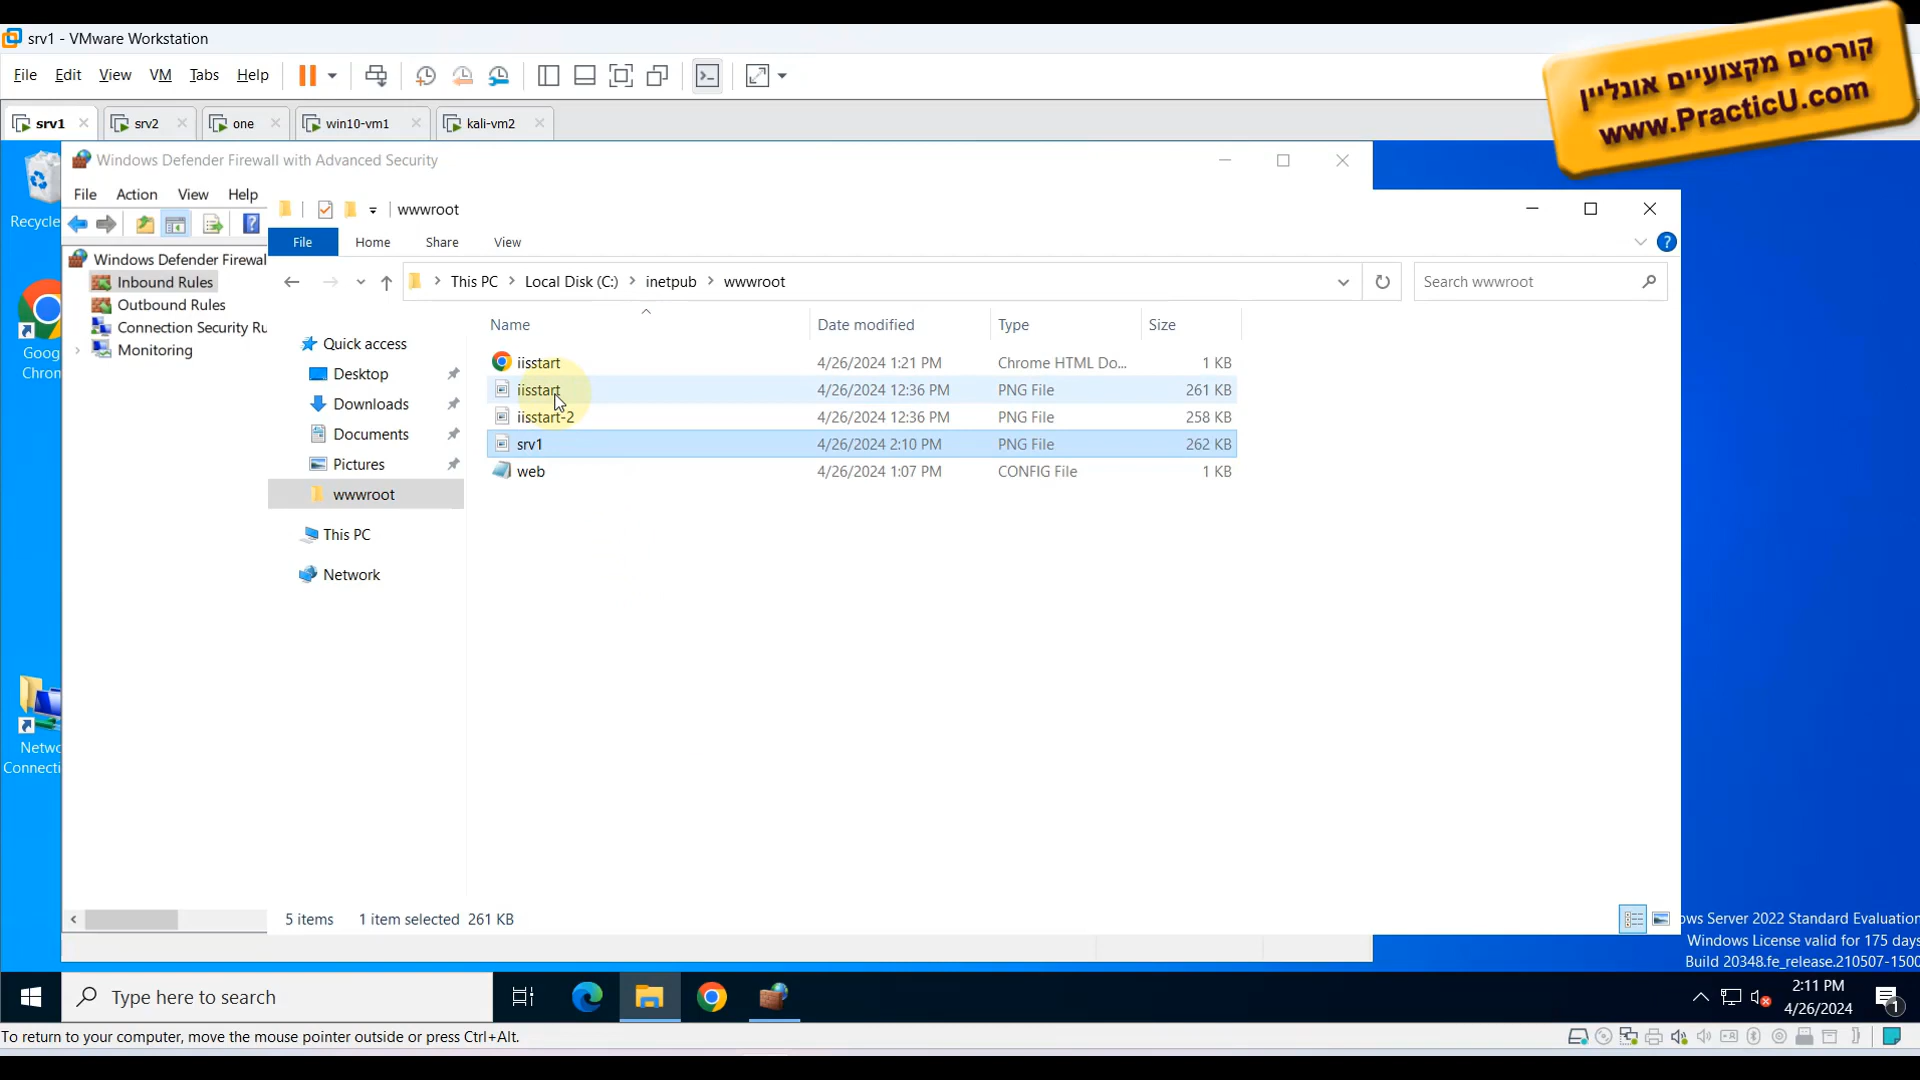 srv1 - VMware Workstation
קורסים מקצועיים אונליין
www.PracticU.com
File Edit View VM Tabs Help
srv1 srv2 one win10-vm1 kali-vm2
Recycle
Windows Defender Firewall with Advanced Security
File Action View Help
wwwroot
File Home Share View
Windows Defender Firewal
Inbound Rules
Outbound Rules
Connection Security Ru
Monitoring
This PC Local Disk (C:) inetpub wwwroot
Search wwwroot
Name Date modified Type Size
Quick access
Desktop
Downloads
Documents
Pictures
wwwroot
This PC
Network
iisstart 4/26/2024 1:21 PM Chrome HTML Do... 1 KB
iisstart 4/26/2024 12:36 PM PNG File 261 KB
iisstart-2 4/26/2024 12:36 PM PNG File 258 KB
srv1 4/26/2024 2:10 PM PNG File 262 KB
web 4/26/2024 1:07 PM CONFIG File 1 KB
Goog
Chron
Netwo
Connecti
5 items 1 item selected 261 KB
ows Server 2022 Standard Evaluation
Windows License valid for 175 days
Build 20348.fe_release.210507-1500
Type here to search
2:11 PM
4/26/2024
1
To return to your computer, move the mouse pointer outside or press Ctrl+Alt.